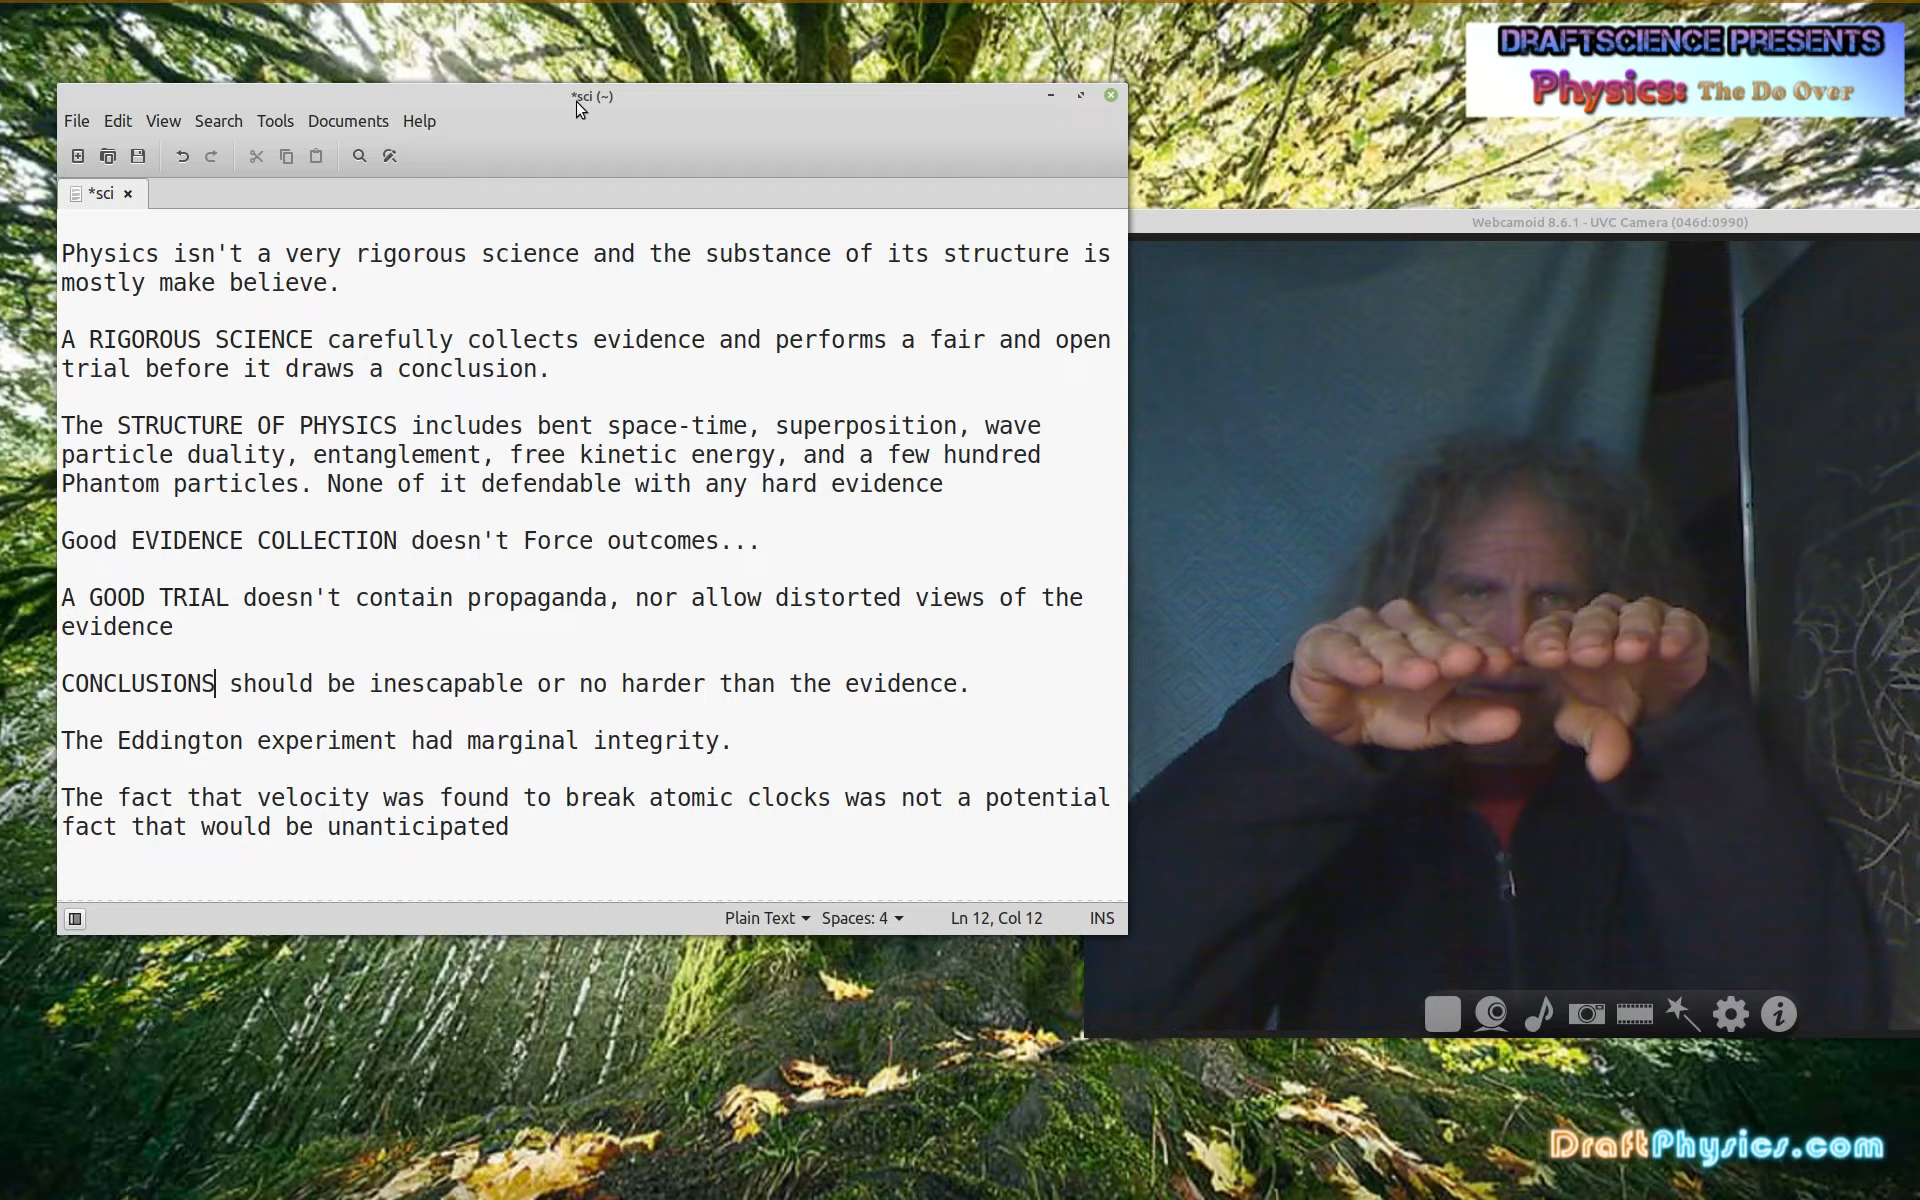 DRAFTSCIENCE PRESENTS
Physics: The Do Over
*sci (~)
File Edit View Search Tools Documents Help
*sci
Webcamoid 8.6.1 - UVC Camera (046d:0990)
Physics isn't a very rigorous science and the substance of its structure is
mostly make believe.
A RIGOROUS SCIENCE carefully collects evidence and performs a fair and open
trial before it draws a conclusion.
The STRUCTURE OF PHYSICS includes bent space-time, superposition, wave
particle duality, entanglement, free kinetic energy, and a few hundred
Phantom particles. None of it defendable with any hard evidence
Good EVIDENCE COLLECTION doesn't Force outcomes...
A GOOD TRIAL doesn't contain propaganda, nor allow distorted views of the
evidence
CONCLUSIONS should be inescapable or no harder than the evidence.
The Eddington experiment had marginal integrity.
The fact that velocity was found to break atomic clocks was not a potential
fact that would be unanticipated
Plain Text Spaces: 4 Ln 12, Col 12 INS
DraftPhysics.com